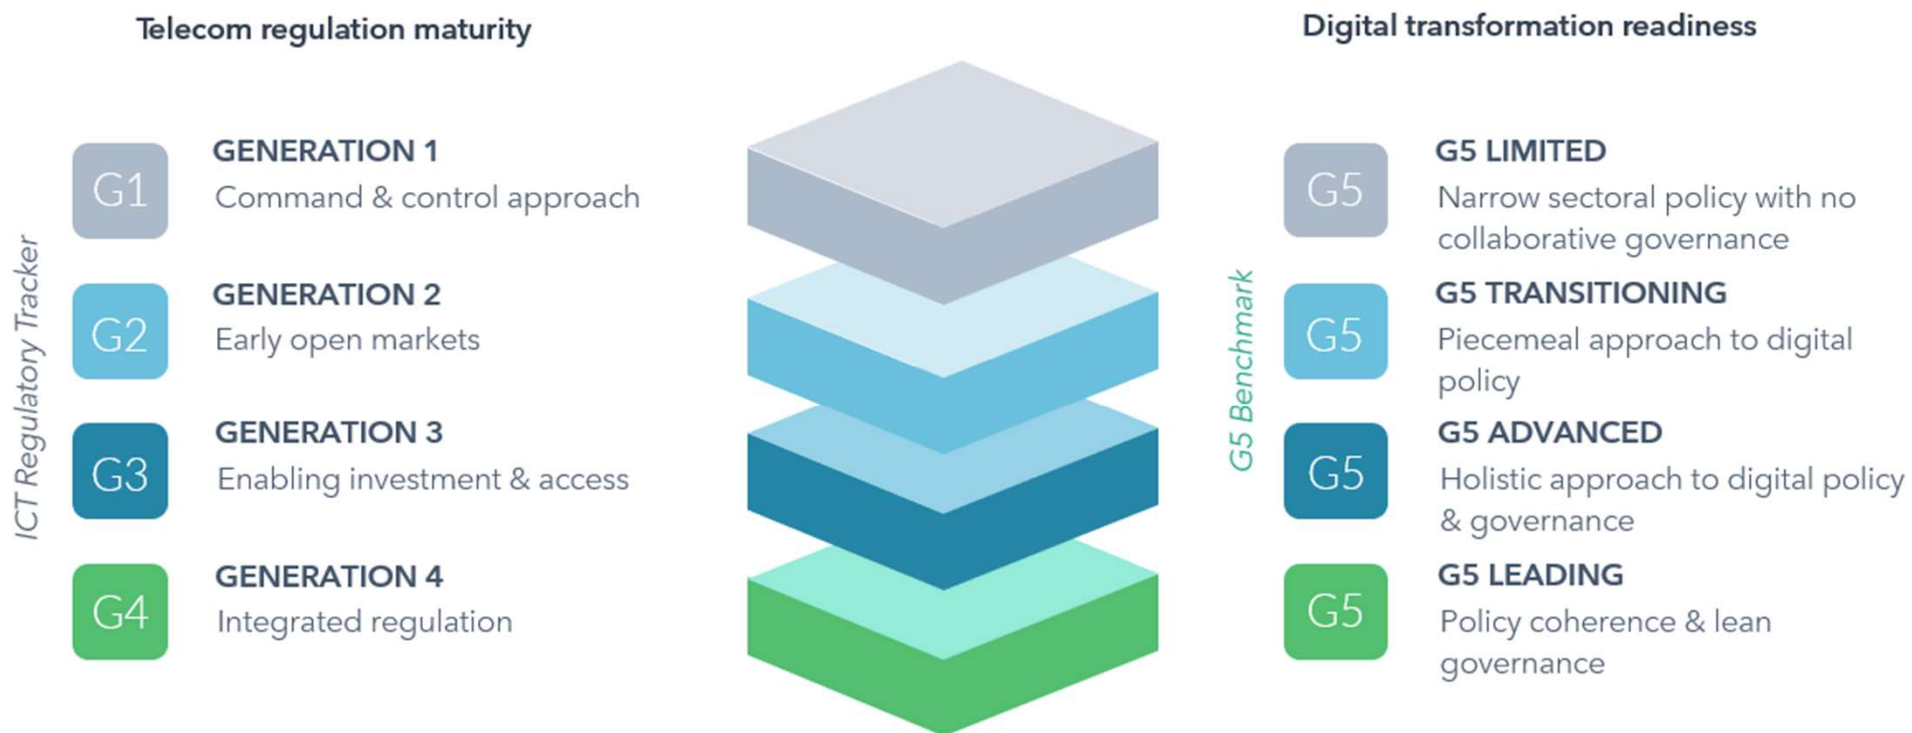 Telecom regulation maturity
ICT Regulatory Tracker
G1
GENERATION 1
Command & control approach
G2
GENERATION 2
Early open markets
G3
GENERATION 3
Enabling investment & access
G4
GENERATION 4
Integrated regulation
Digital transformation readiness
G5 Benchmark
G5
G5 LIMITED
Narrow sectoral policy with no
collaborative governance
G5
G5 TRANSITIONING
Piecemeal approach to digital
policy
G5
G5 ADVANCED
Holistic approach to digital policy
& governance
G5
G5 LEADING
Policy coherence & lean
governance